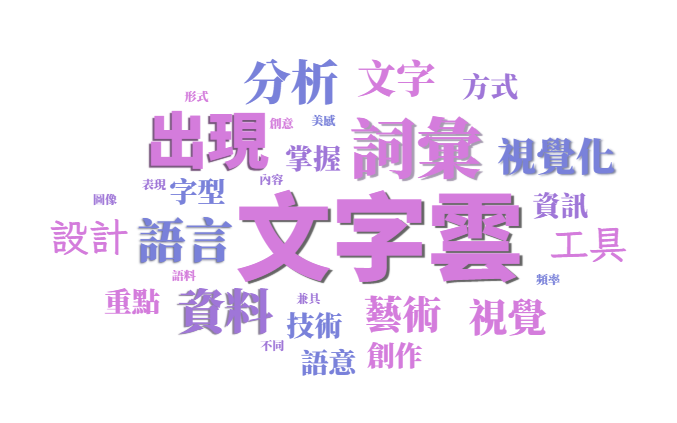 分析
文字
方式
形式
出現
創意
美感
詞彙
掌握
視覺化
表現
字型
內容
圖像
文字雲
資訊
設計
語言
工具
語料
頻率
重點
資料
兼具
技術
藝術
視覺
不同
語意
創作